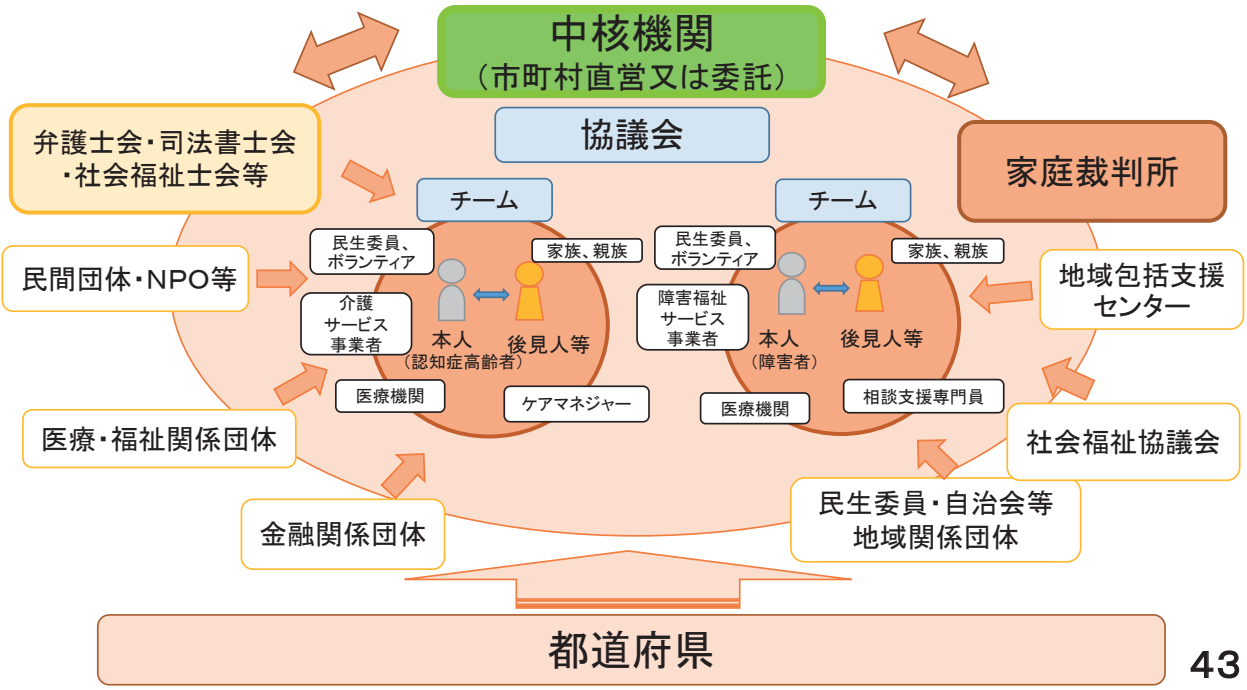 中核機関
（市町村直営又は委託）
協議会
弁護士会・司法書士会
・社会福祉士会等
家庭裁判所
チーム
民生委員、
ボランティア
家族、親族
介護
サービス
事業者
本人
（認知症高齢者）
後見人等
医療機関
ケアマネジャー
チーム
民生委員、
ボランティア
家族、親族
障害福祉
サービス
事業者
本人
（障害者）
後見人等
医療機関
相談支援専門員
民間団体・NPO等
地域包括支援
センター
医療・福祉関係団体
社会福祉協議会
金融関係団体
民生委員・自治会等
地域関係団体
都道府県
43